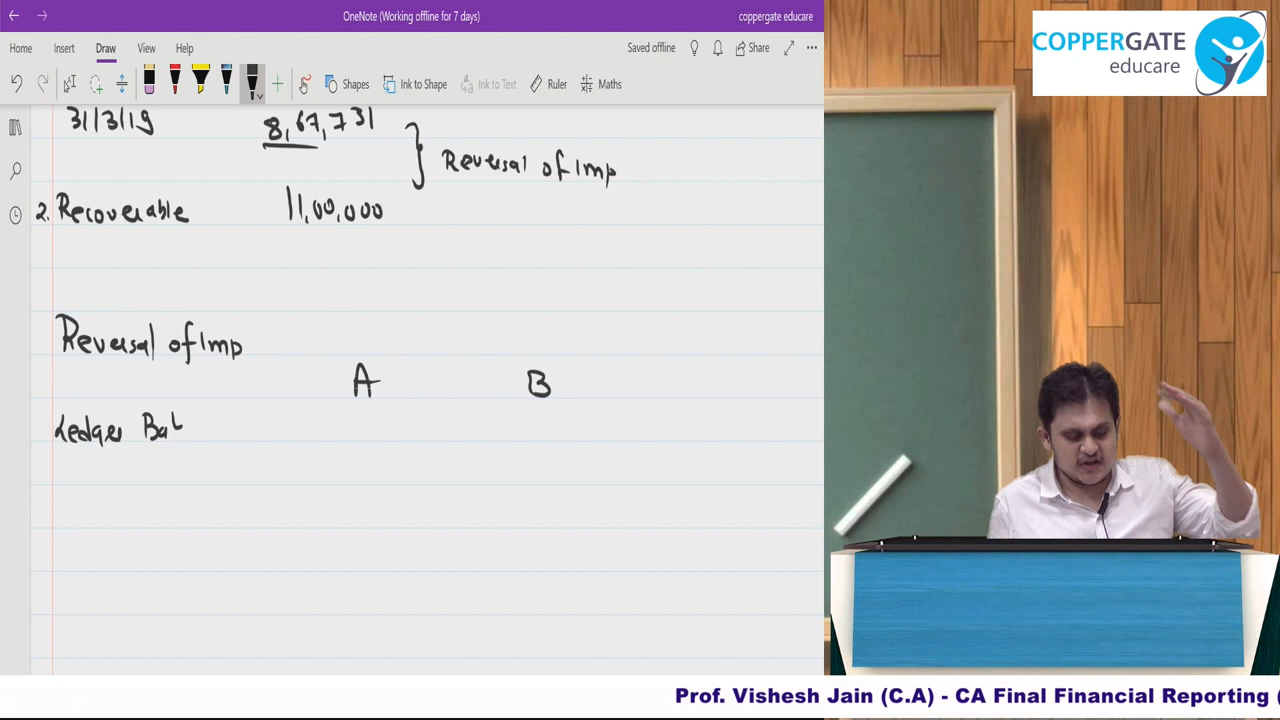 OneNote (Working offline for 7 days)
coppergate educare
Home Insert Draw View Help
Saved offline
Share
Shapes
Ink to Shape
Ink to Text
Ruler
Maths
COPPERGATE
educare
31/3/19 8,67,731
Reversal of Imp
2. Recoverable 11,00,000
Reversal of Imp
A B
Ledger Bal
Prof. Vishesh Jain (C.A) - CA Final Financial Reporting (